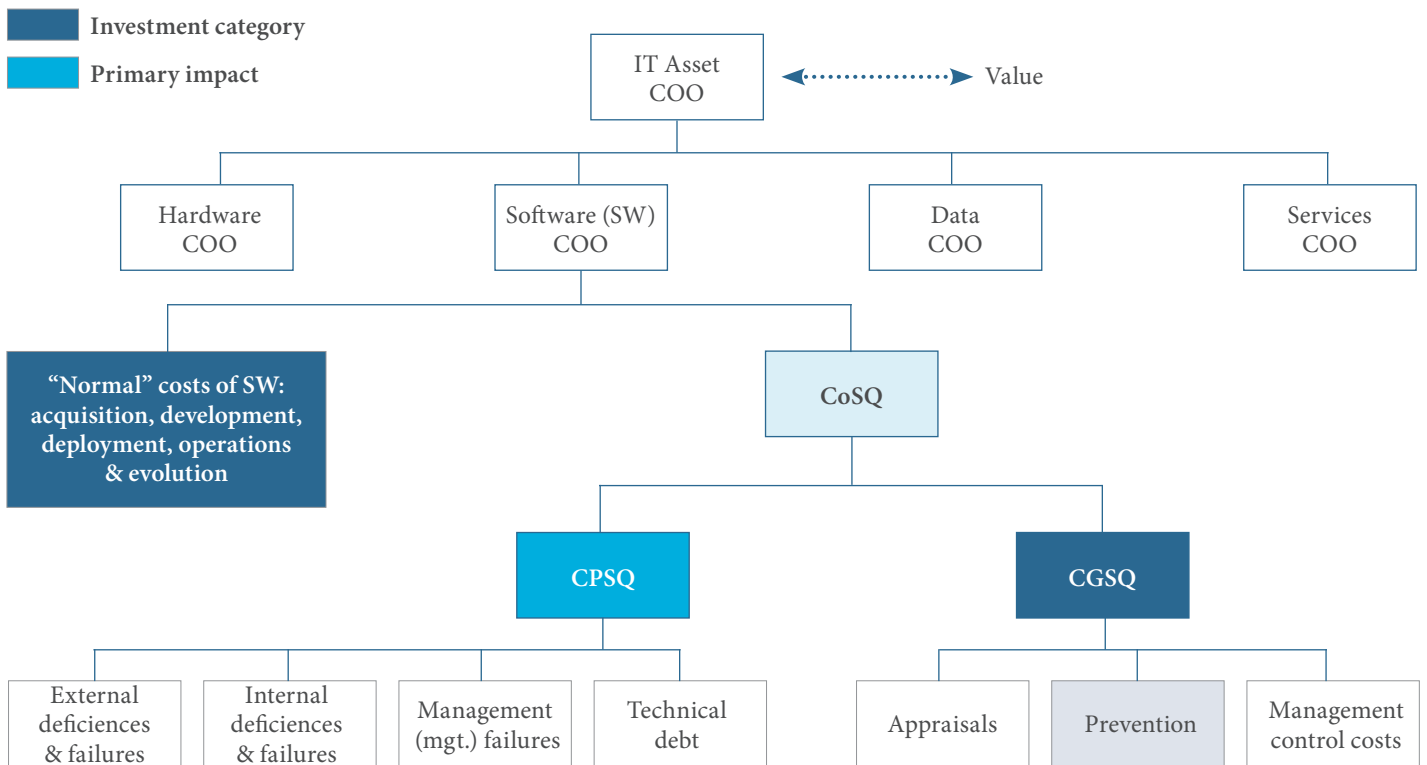 Investment category
Primary impact
IT Asset
COO
Value
Hardware
COO
Software (SW)
COO
Data
COO
Services
COO
“Normal” costs of SW:
acquisition, development,
deployment, operations
& evolution
CoSQ
CPSQ
CGSQ
External
deficiences
& failures
Internal
deficiences
& failures
Management
(mgt.) failures
Technical
debt
Appraisals
Prevention
Management
control costs